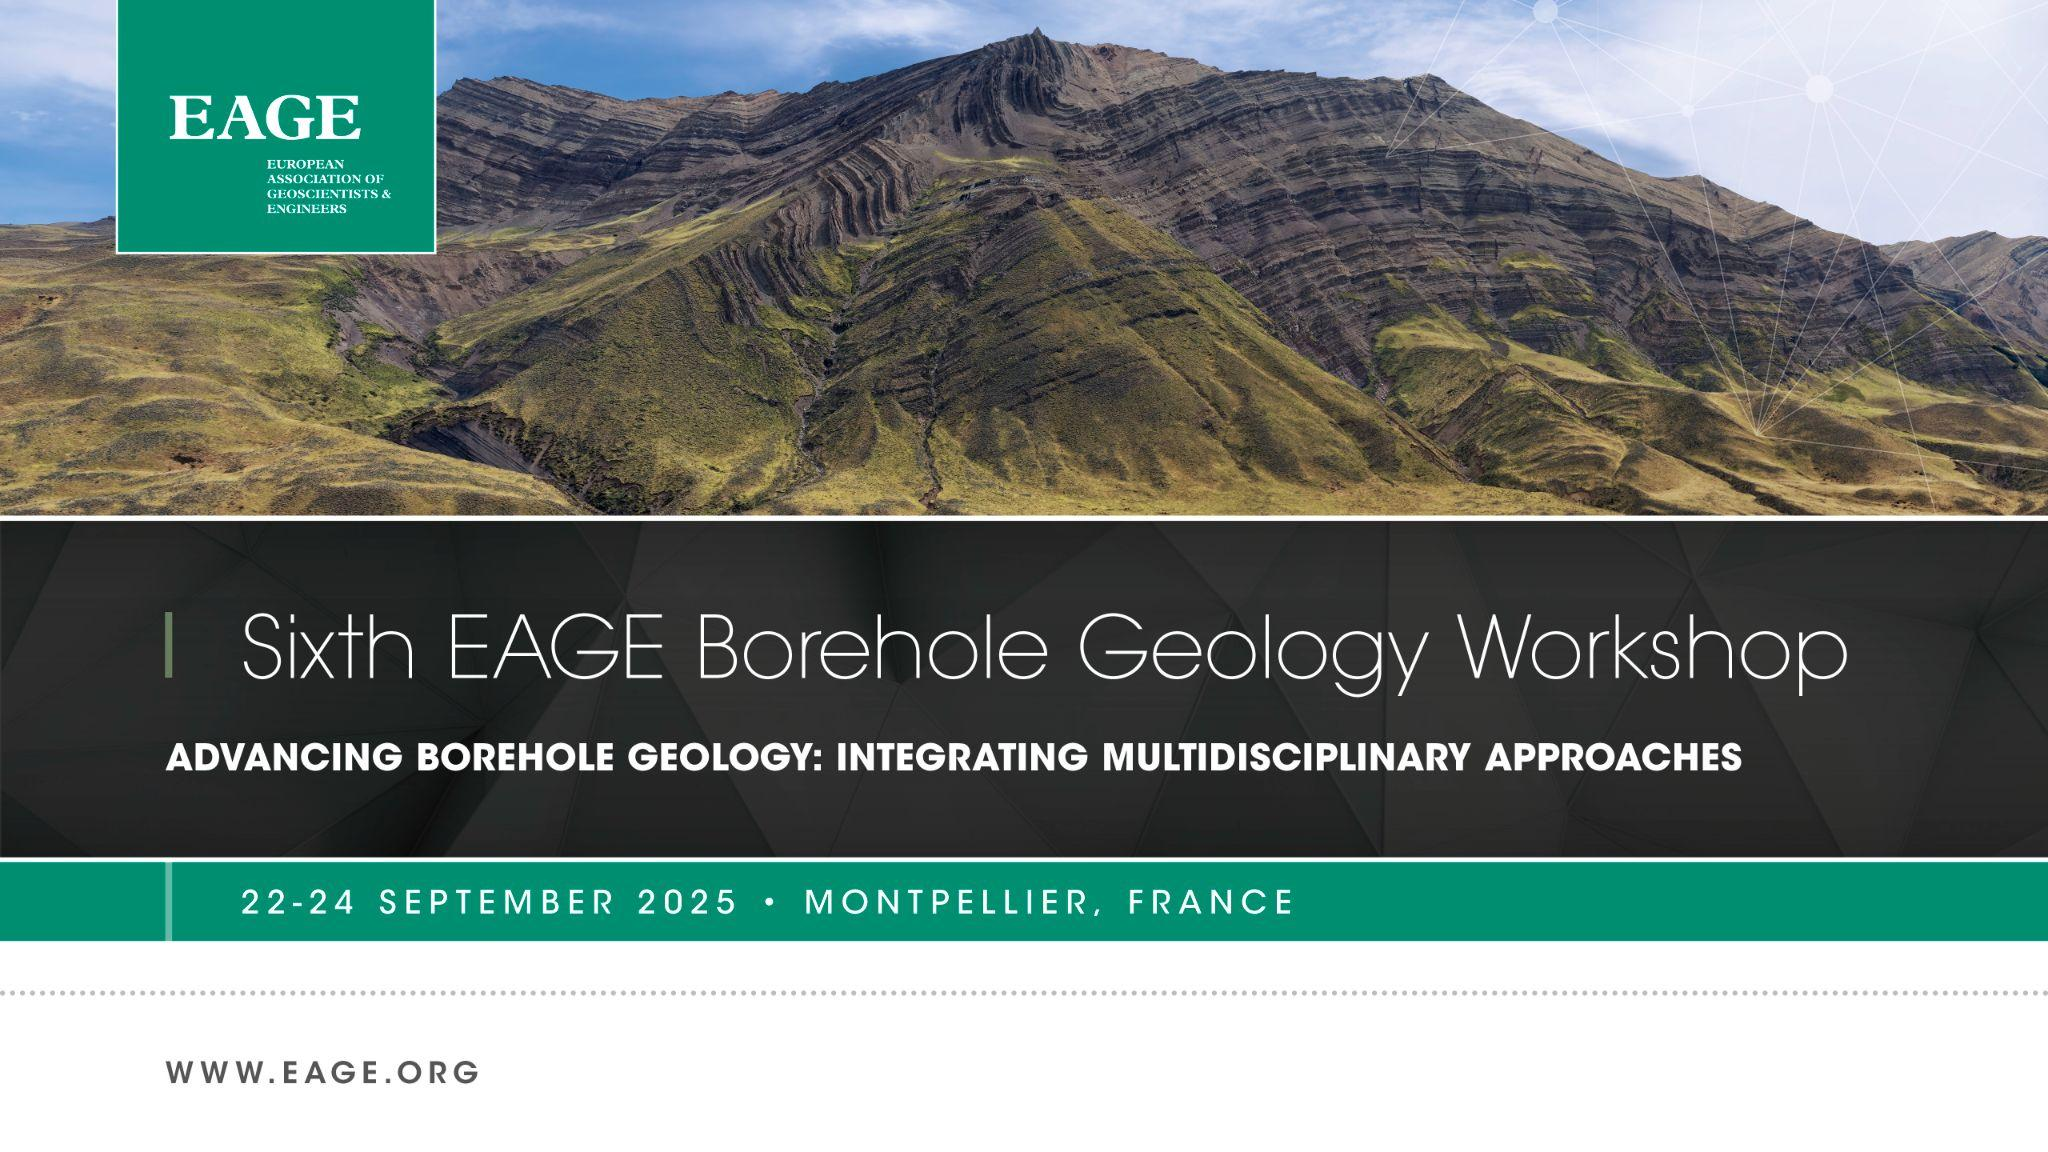 EAGE
EUROPEAN
ASSOCIATION OF
GEOSCIENTISTS &
ENGINEERS
Sixth EAGE Borehole Geology Workshop
ADVANCING BOREHOLE GEOLOGY: INTEGRATING MULTIDISCIPLINARY APPROACHES
22-24 SEPTEMBER 2025 • MONTPELLIER, FRANCE
WWW.EAGE.ORG